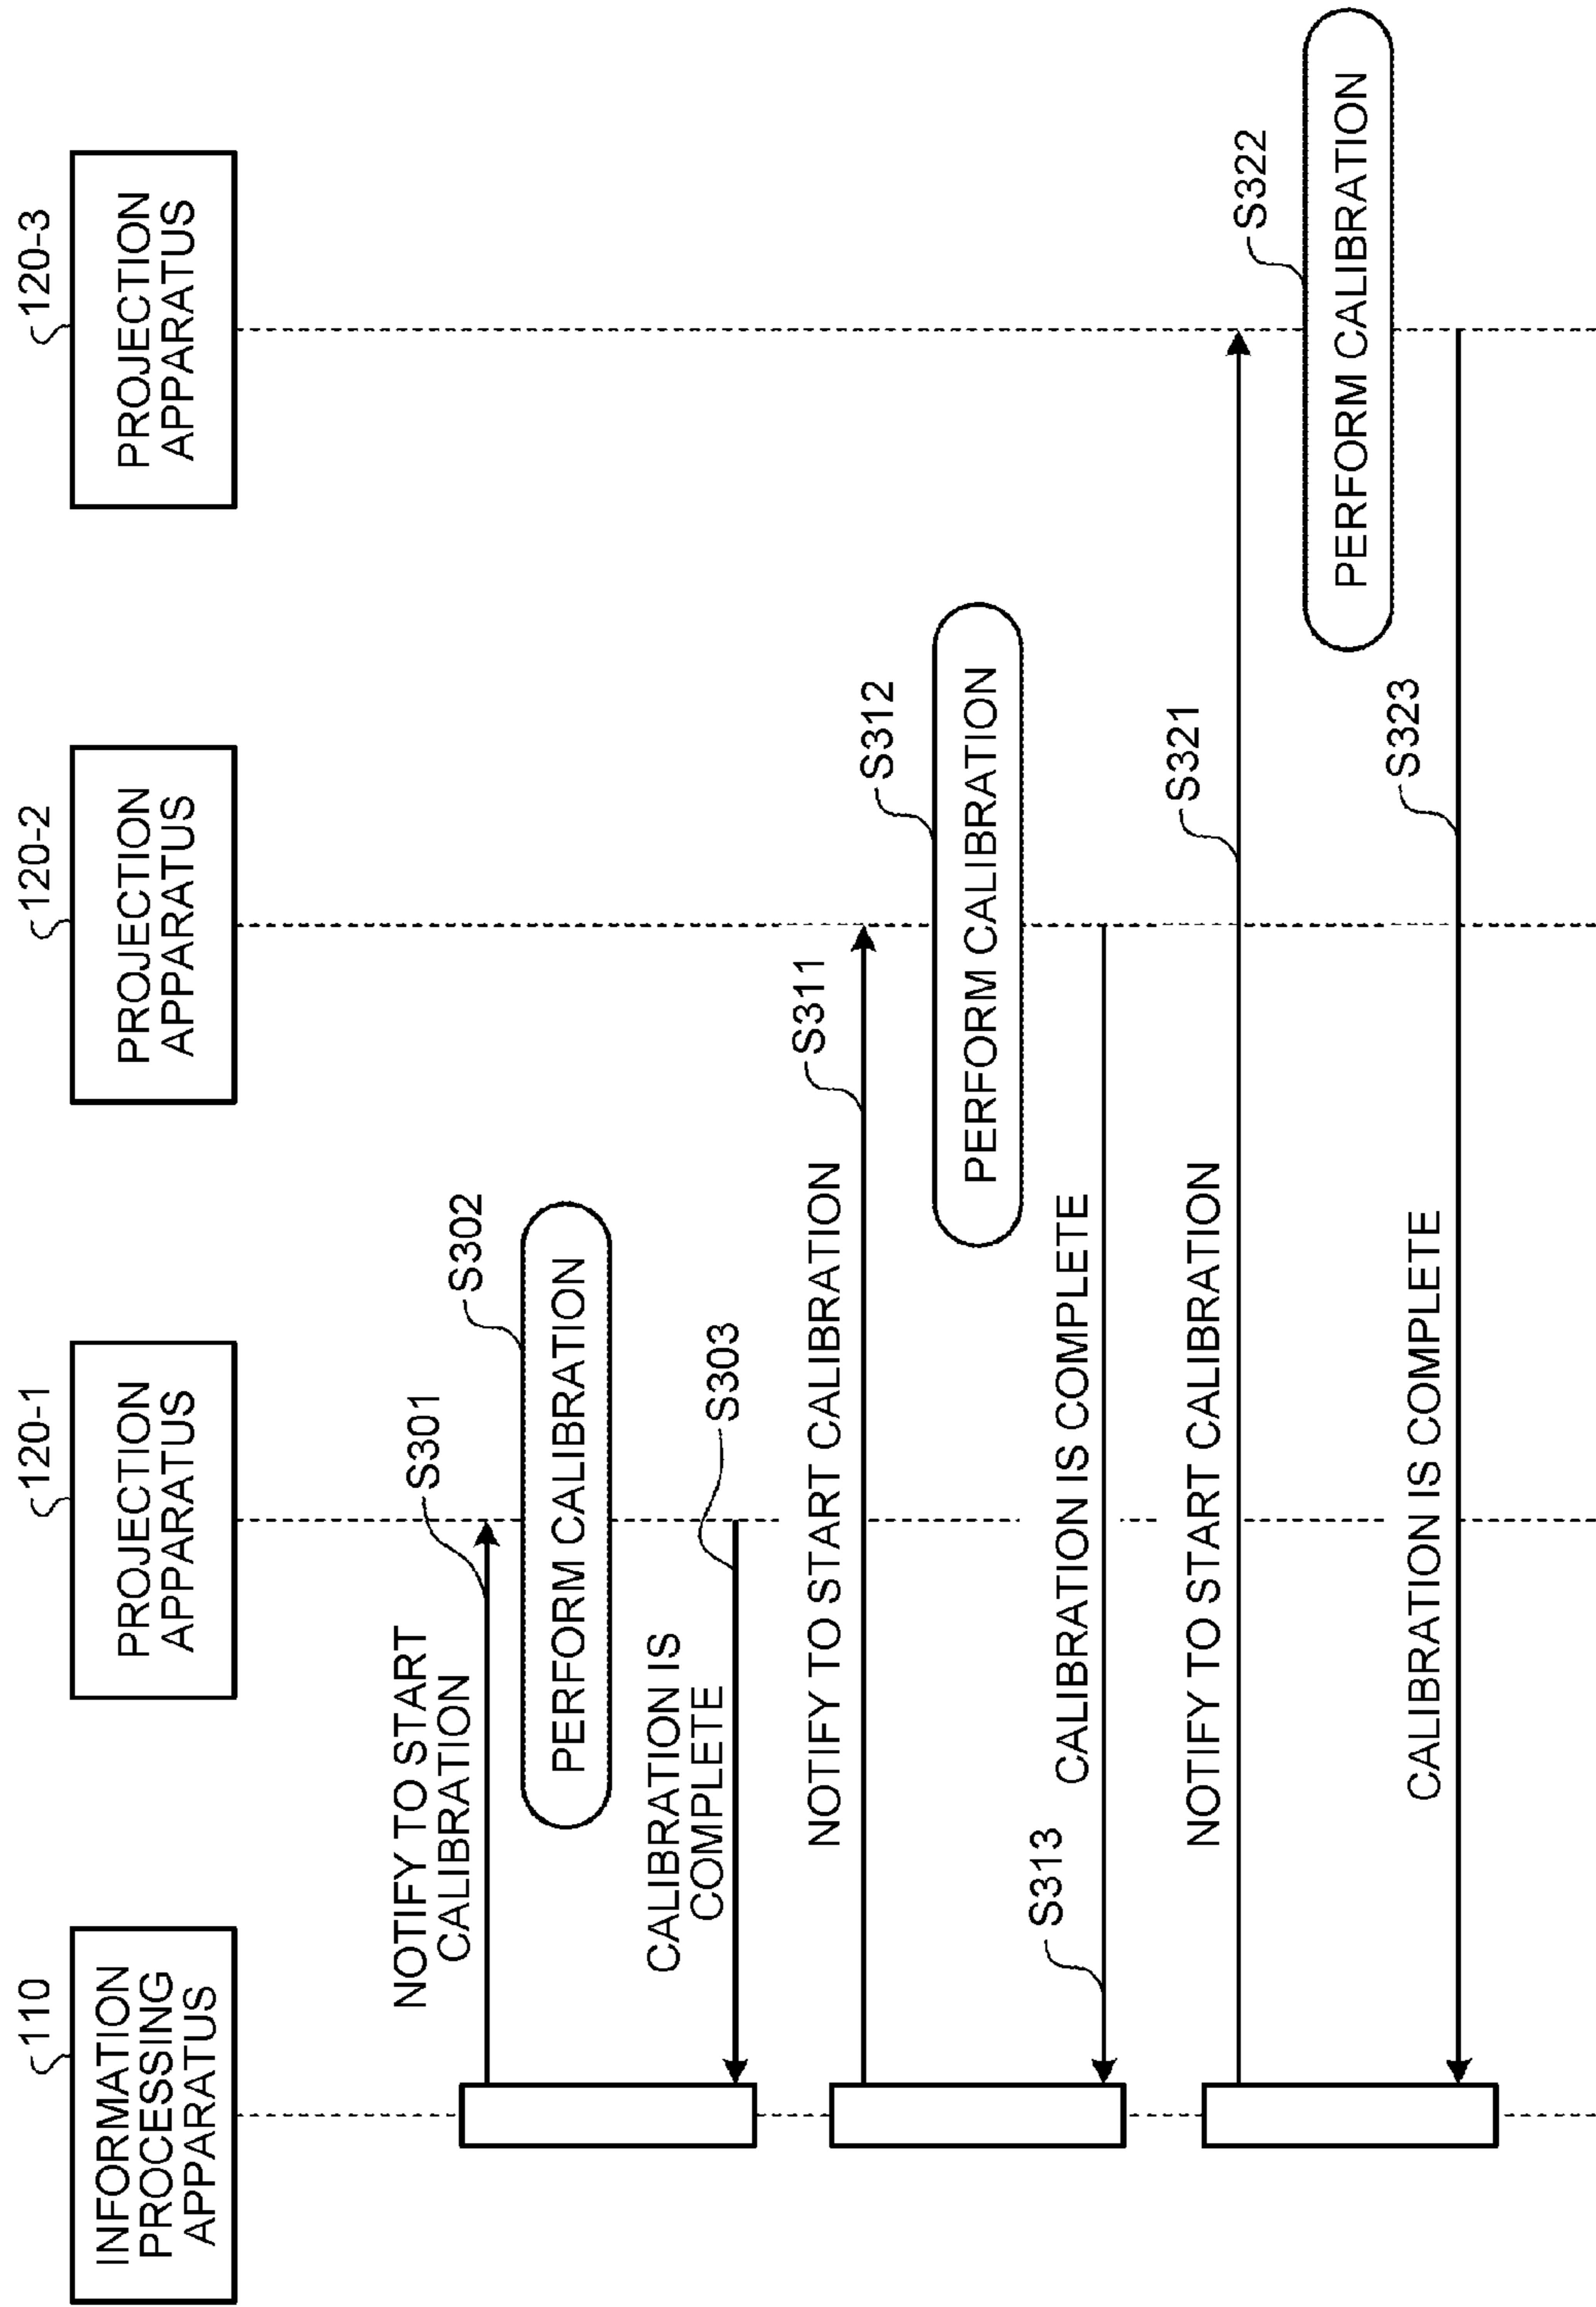 110
INFORMATION
PROCESSING
APPARATUS
120-1
PROJECTION
APPARATUS
120-2
PROJECTION
APPARATUS
120-3
PROJECTION
APPARATUS
NOTIFY TO START
CALIBRATION
S301
S302
PERFORM CALIBRATION
CALIBRATION IS
COMPLETE
S303
NOTIFY TO START CALIBRATION
S311
S312
PERFORM CALIBRATION
S313
CALIBRATION IS COMPLETE
NOTIFY TO START CALIBRATION
S321
S322
PERFORM CALIBRATION
CALIBRATION IS COMPLETE
S323